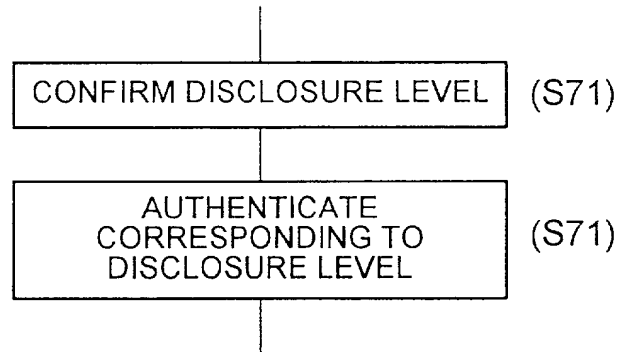 CONFIRM DISCLOSURE LEVEL (S71)
AUTHENTICATE
CORRESPONDING TO (S71)
DISCLOSURE LEVEL